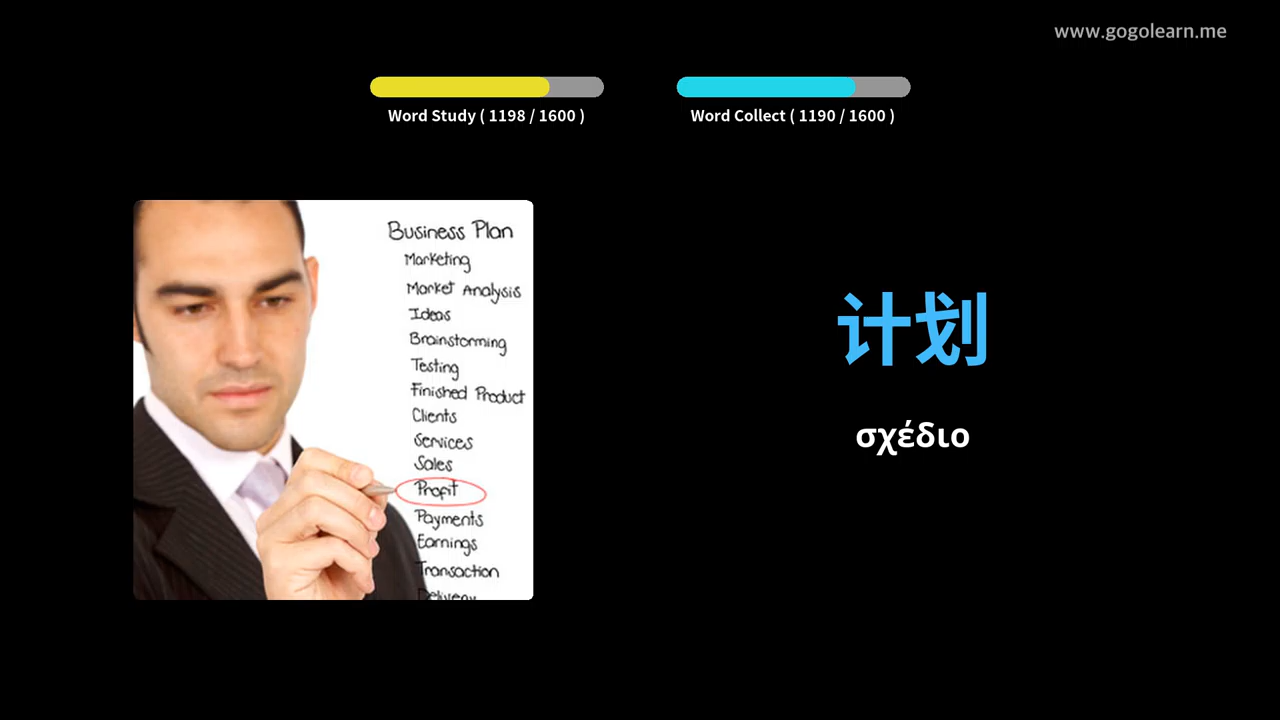 www.gogolearn.me
Word Study ( 1198 / 1600 )
Word Collect ( 1190 / 1600 )
Business Plan
Marketing
Market Analysis
Ideas
Brainstorming
Testing
Finished Product
Clients
Services
Sales
Profit
Payments
Earnings
Transaction
Delivery
计划
σχέδιο